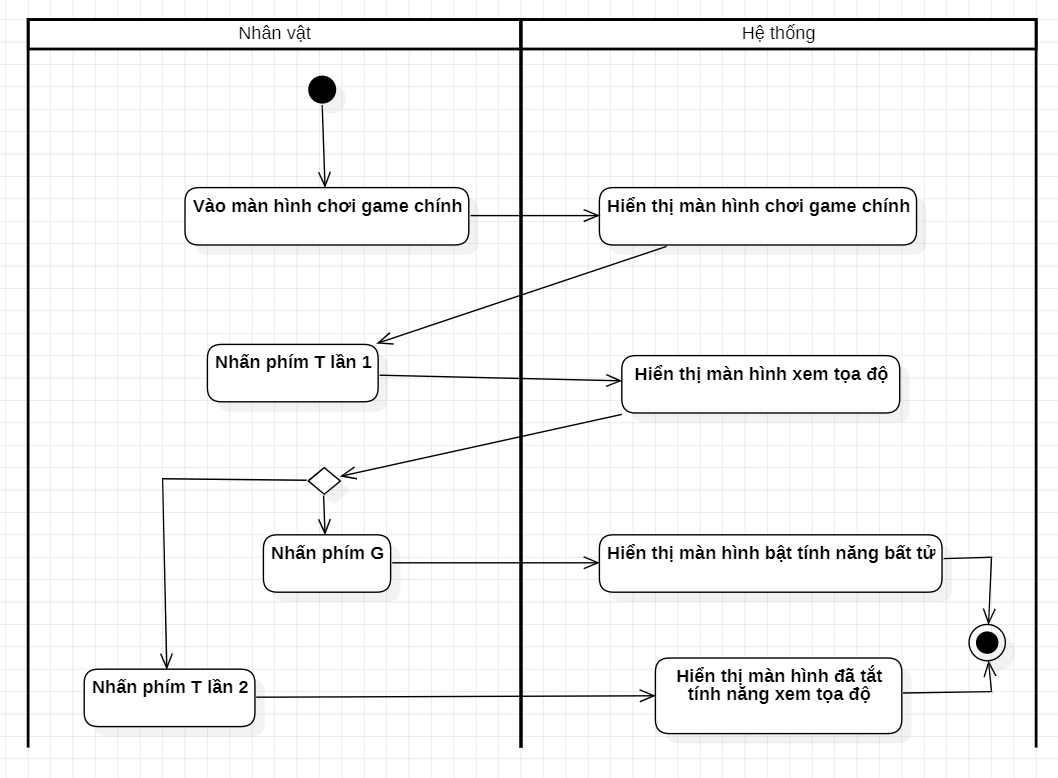 Nhân vật
Hệ thống
Vào màn hình chơi game chính
Hiển thị màn hình chơi game chính
Nhấn phím T lần 1
Hiển thị màn hình xem tọa độ
Nhấn phím G
Hiển thị màn hình bật tính năng bất tử
Nhấn phím T lần 2
Hiển thị màn hình đã tắt
tính năng xem tọa độ